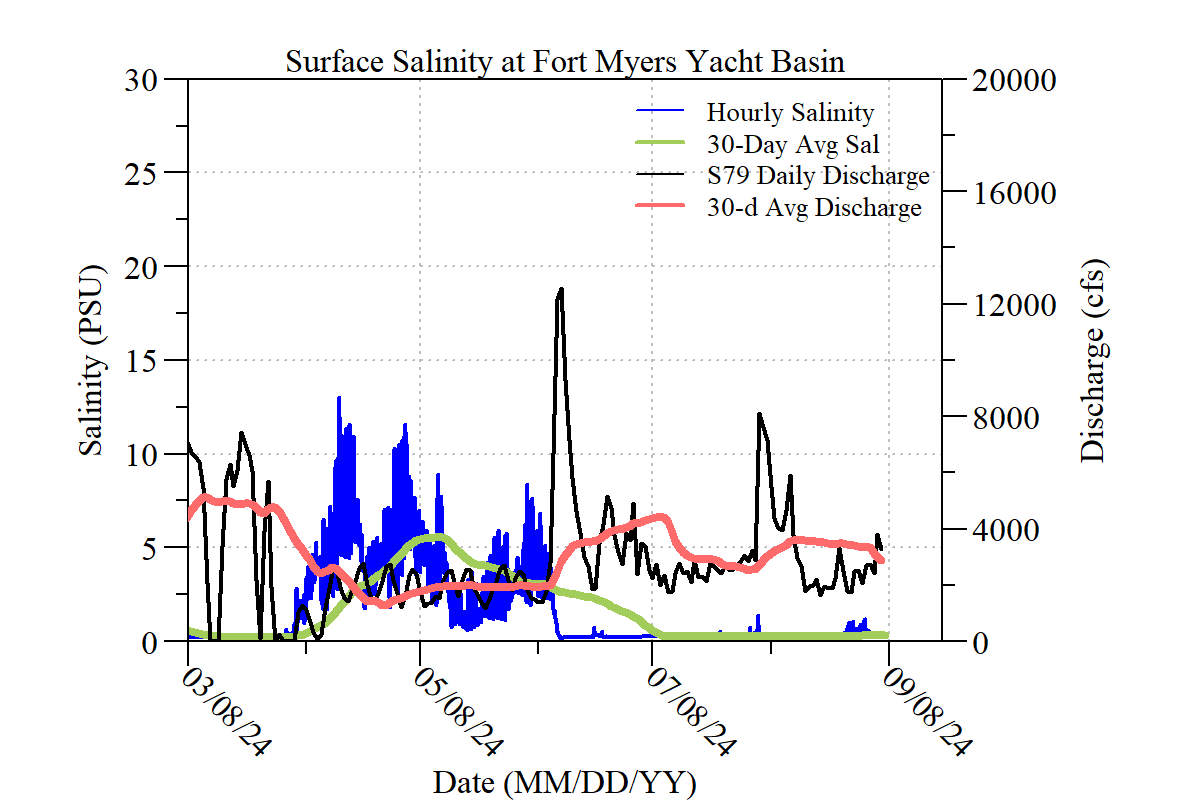 Surface Salinity at Fort Myers Yacht Basin
30
25
20
15
10
5
0
Salinity (PSU)
Hourly Salinity
30-Day Avg Sal
S79 Daily Discharge
30-d Avg Discharge
20000
16000
12000
8000
4000
0
Discharge (cfs)
03/08/24
05/08/24
07/08/24
09/08/24
Date (MM/DD/YY)